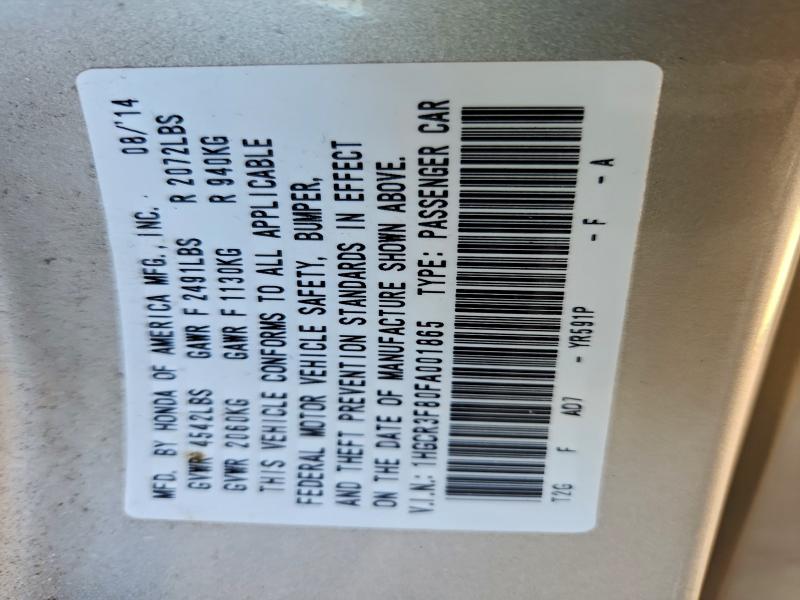 MFD. BY HONDA OF AMERICA MFG., INC. 08/'14
GVWR 4542LBS GAWR F 2491LBS R 2072LBS
GVWR 2060KG GAWR F 1130KG R 940KG
THIS VEHICLE CONFORMS TO ALL APPLICABLE
FEDERAL MOTOR VEHICLE SAFETY, BUMPER,
AND THEFT PREVENTION STANDARDS IN EFFECT
ON THE DATE OF MANUFACTURE SHOWN ABOVE.
V.I.N.: 1HGCR3F80FA001865 TYPE: PASSENGER CAR
T2G F AD7 - YR591P - F - A